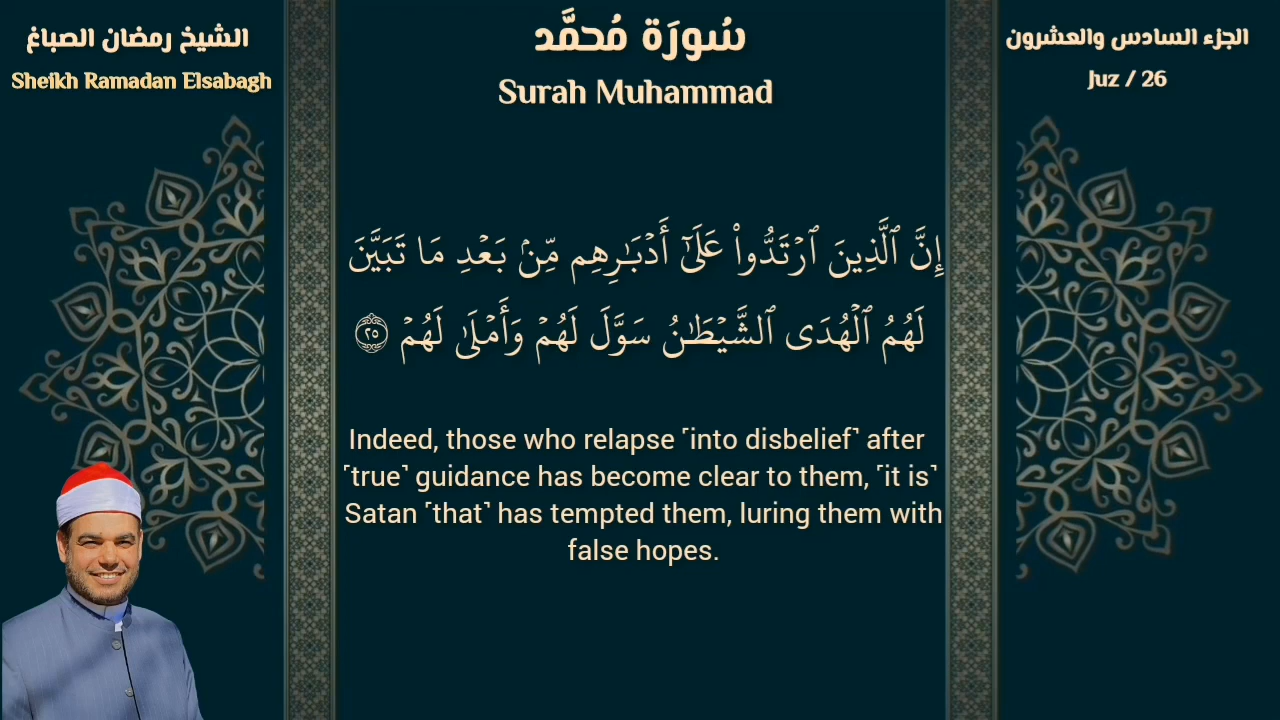 الشيخ رمضان الصباغ
Sheikh Ramadan Elsabagh
سُورَة مُحمَّد
Surah Muhammad
الجزء السادس والعشرون
Juz / 26
إِنَّ ٱلَّذِينَ ٱرْتَدُّوا۟ عَلَىٰٓ أَدْبَـٰرِهِم مِّنۢ بَعْدِ مَا تَبَيَّنَ
لَهُمُ ٱلْهُدَى ٱلشَّيْطَـٰنُ سَوَّلَ لَهُمْ وَأَمْلَىٰ لَهُمْ ٢٥
Indeed, those who relapse ˹into disbelief˺ after
˹true˺ guidance has become clear to them, ˹it is˺
Satan ˹that˺ has tempted them, luring them with
false hopes.